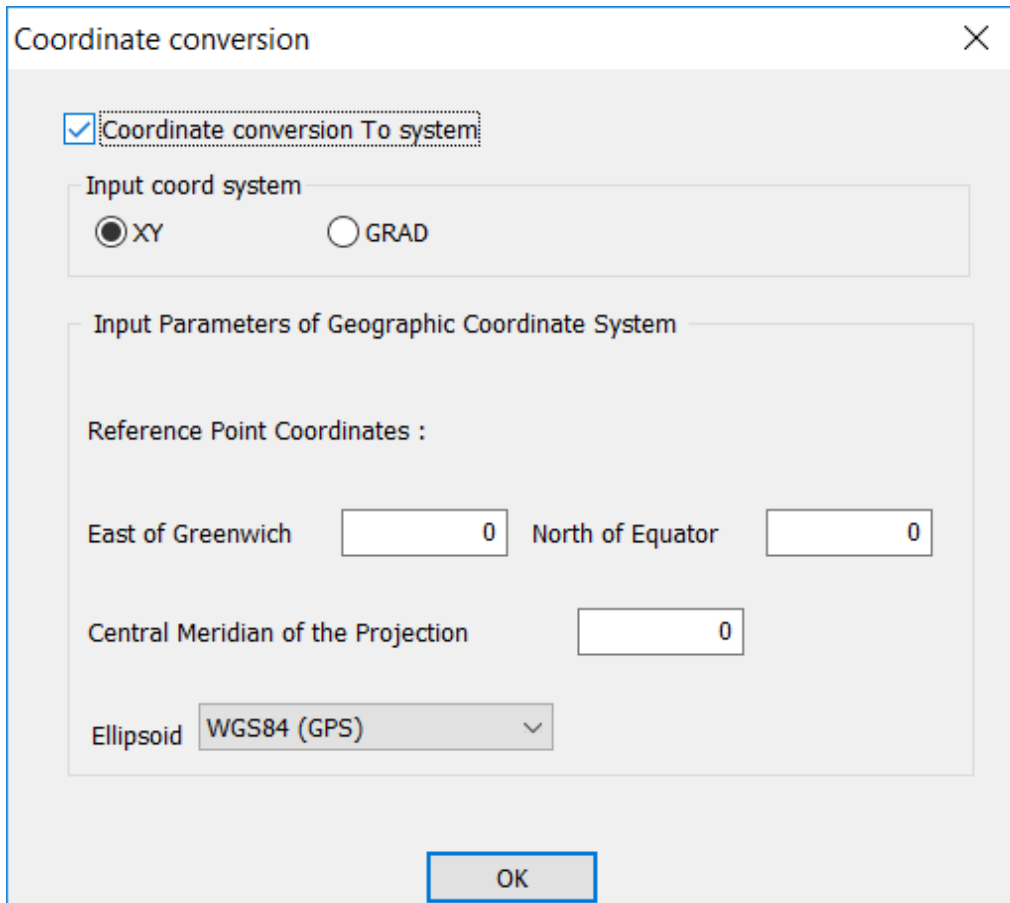 Coordinate conversion
Coordinate conversion To system
Input coord system
XY GRAD
Input Parameters of Geographic Coordinate System
Reference Point Coordinates :
East of Greenwich 0 North of Equator 0
Central Meridian of the Projection 0
Ellipsoid WGS84 (GPS)
OK